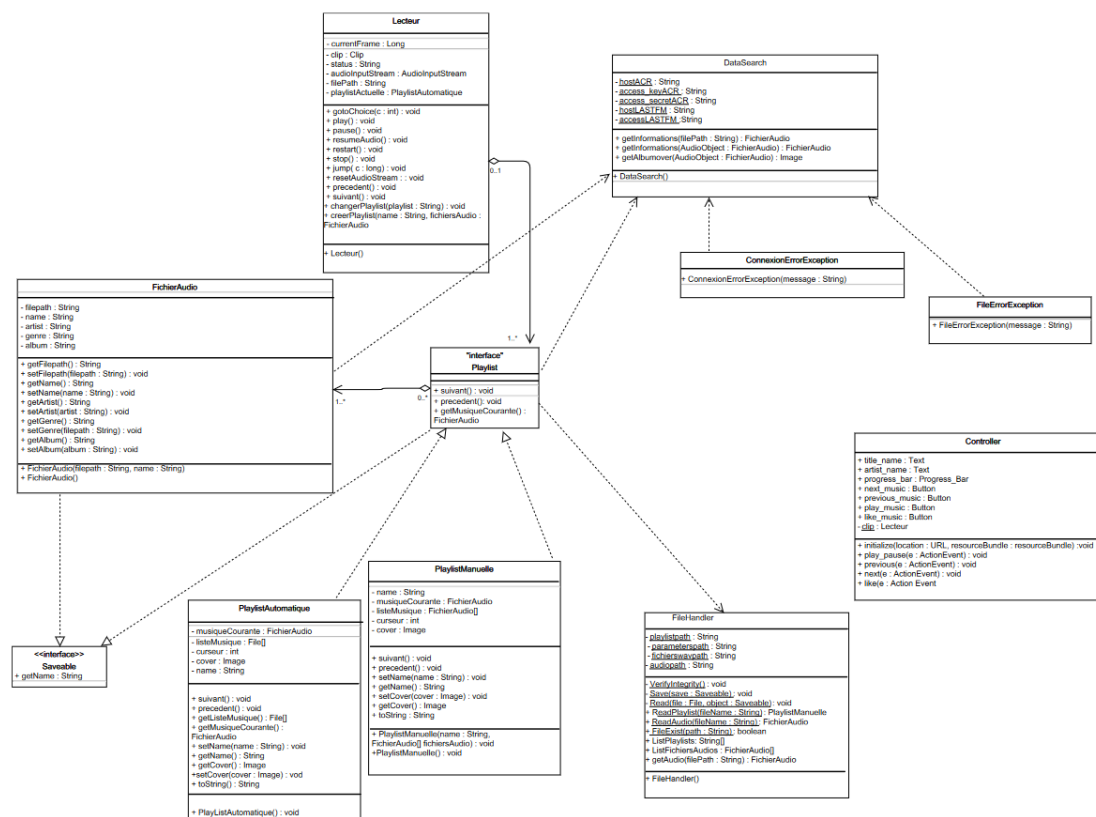 Lecteur
- currentFrame : Long
- clip : Clip
- status : String
- audioInputStream : AudioInputStream
- filePath : String
- playlistActuelle : PlaylistAutomatique
+ gotoChoice(c : int) : void
+ play() : void
+ pause() : void
+ resumeAudio() : void
+ restart() : void
+ stop() : void
+ jump( c : long) : void
+ resetAudioStream : : void
+ precedent() : void
+ suivant() : void
+ changerPlaylist(playlist : String) : void
+ creerPlaylist(name : String, fichiersAudio :
FichierAudio
+ Lecteur()
0..1
1..*
DataSearch
- hostACR : String
- access_keyACR : String
- access_secretACR : String
- hostLASTFM : String
- accessLASTFM :String
+ getInformations(filePath : String) : FichierAudio
+ getInformations(AudioObject : FichierAudio) : FichierAudio
+ getAlbumover(AudioObject : FichierAudio) : Image
+ DataSearch()
ConnexionErrorException
+ ConnexionErrorException(message : String)
FileErrorException
+ FileErrorException(message : String)
FichierAudio
- filepath : String
- name : String
- artist : String
- genre : String
- album : String
+ getFilepath() : String
+ setFilepath(filepath : String) : void
+ getName() : String
+ setName(name : String) : void
+ getArtist() : String
+ setArtist(artist : String) : void
+ getGenre() : String
+ setGenre(filepath : String) : void
+ getAlbum() : String
+ setAlbum(album : String) : void
+ FichierAudio(filepath : String, name : String)
+ FichierAudio()
1..*
0..*
"interface"
Playlist
+ suivant() : void
+ precedent(): void
+ getMusiqueCourante() :
FichierAudio
Controller
+ title_name : Text
+ artist_name : Text
+ progress_bar : Progress_Bar
+ next_music : Button
+ previous_music : Button
+ play_music : Button
+ like_music : Button
- clip : Lecteur
+ initialize(location : URL, resourceBundle : resourceBundle) :void
+ play_pause(e : ActionEvent) : void
+ previous(e : ActionEvent) : void
+ next(e : ActionEvent) : void
+ like(e : Action Event
PlaylistManuelle
- name : String
- musiqueCourante : FichierAudio
- listeMusique : FichierAudio[]
- curseur : int
- cover : Image
+ suivant() : void
+ precedent() : void
+ setName(name : String) : void
+ getName() : String
+ setCover(cover : Image) : void
+ getCover() : Image
+ toString : String
+ PlaylistManuelle(name : String,
FichierAudio[] fichiersAudio) : void
+PlaylistManuelle() : void
PlaylistAutomatique
- musiqueCourante : FichierAudio
- listeMusique : File[]
- curseur : int
- cover : Image
- name : String
+ suivant() : void
+ precedent() : void
+ getListeMusique() : File[]
+ getMusiqueCourante() :
FichierAudio
+ setName(name : String) : void
+ getName() : String
+ getCover() : Image
+setCover(cover : Image) : vod
+ toString() : String
+ PlayListAutomatique() : void
<<interface>>
Saveable
+ getName : String
FileHandler
- playlistpath : String
- parameterspath : String
- fichierswavpath : String
- audiopath : String
- VerifyIntegrity() : void
- Save(save : Saveable) : void
- Read(file : File, object : Saveable): void
+ ReadPlaylist(fileName : String) : PlaylistManuelle
+ ReadAudio(fileName : String) : FichierAudio
+ FileExist(path : String) : boolean
+ ListPlaylists: String[]
+ ListFichiersAudios : FichierAudio[]
+ getAudio(filePath : String) : FichierAudio
+ FileHandler()